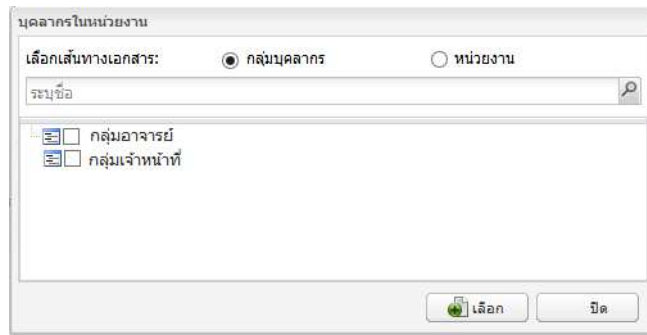 บุคลากรในหน่วยงาน
เลือกเส้นทางเอกสาร: กลุ่มบุคลากร หน่วยงาน
ระบุชื่อ
กลุ่มอาจารย์
กลุ่มเจ้าหน้าที่
เลือก ปิด